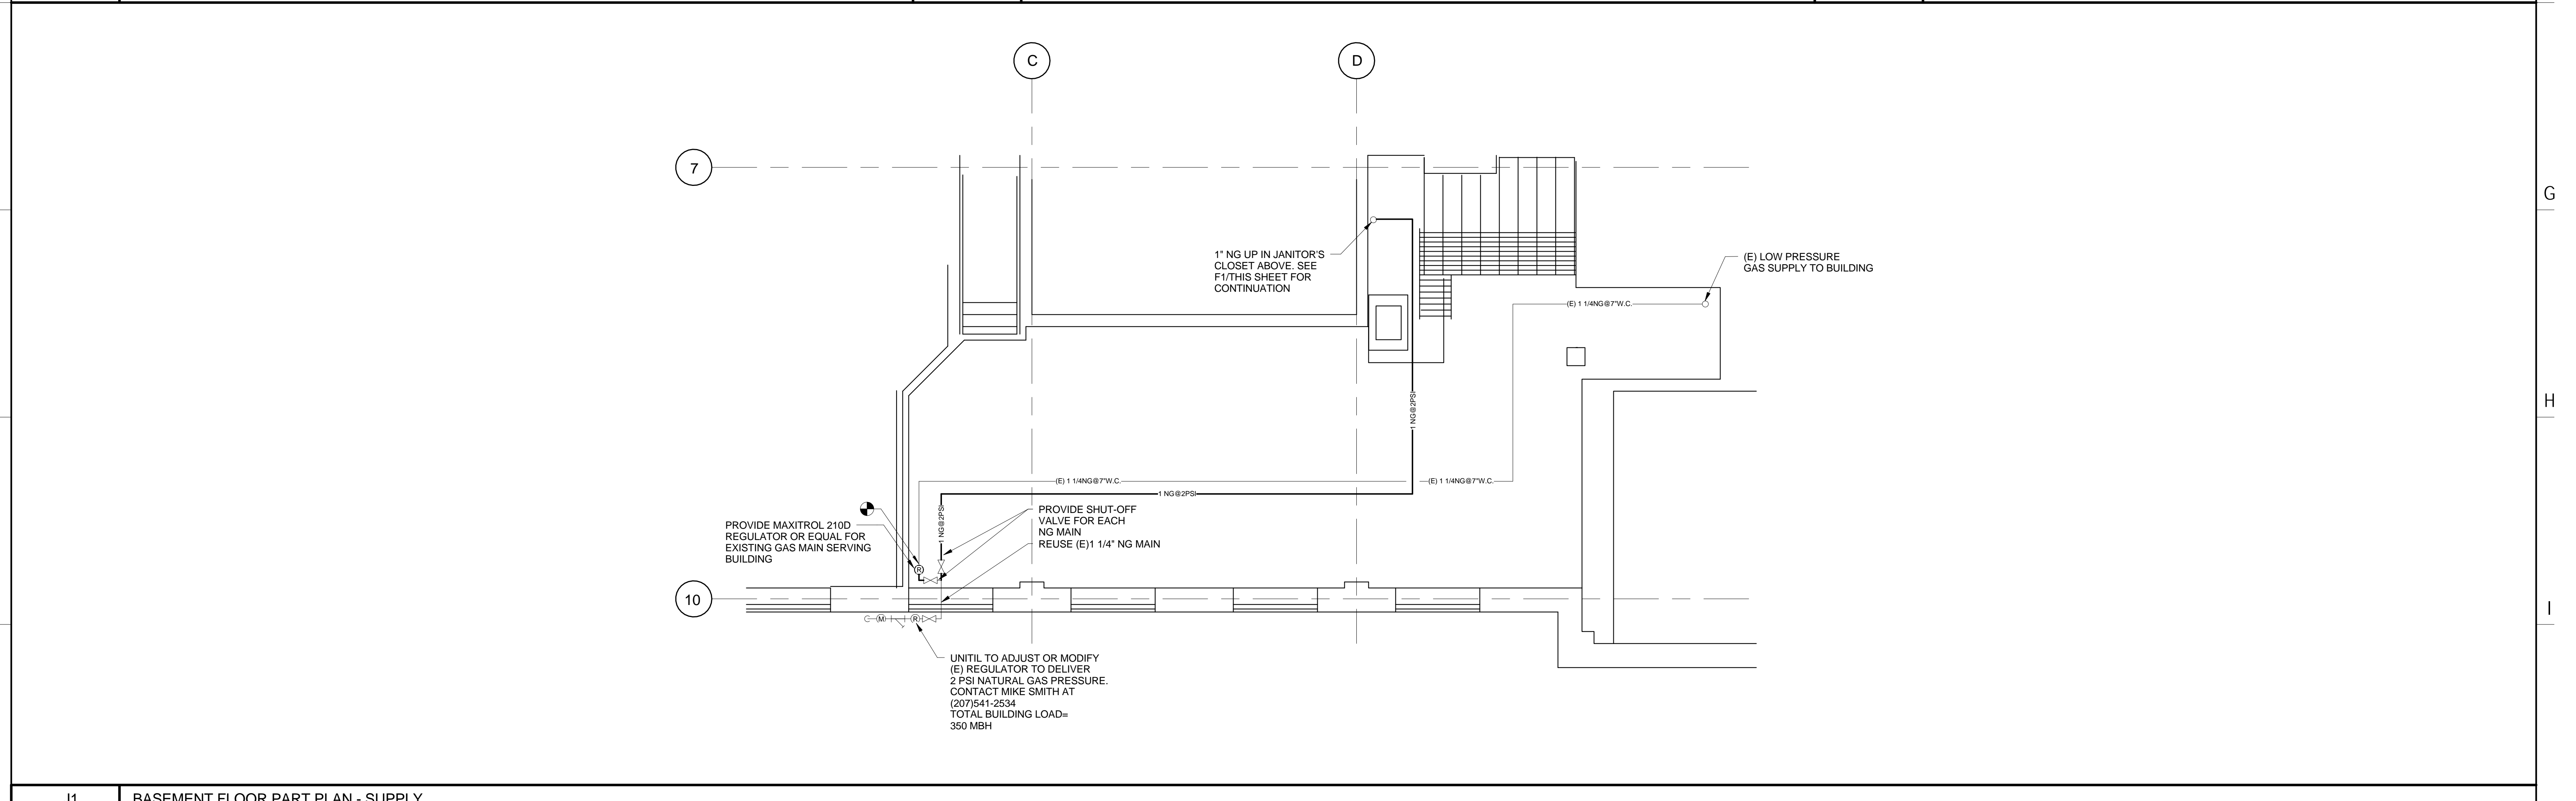 C
D
7
G
1" NG UP IN JANITOR'S
CLOSET ABOVE. SEE
F1/THIS SHEET FOR
CONTINUATION
(E) LOW PRESSURE
GAS SUPPLY TO BUILDING
(E) 1 1/4NG@7"W.C.
1 NG@2PSI
H
(E) 1 1/4NG@7"W.C.
(E) 1 1/4NG@7"W.C.
1 NG@2PSI
1 NG@2PSI
PROVIDE SHUT-OFF
VALVE FOR EACH
NG MAIN
REUSE (E)1 1/4" NG MAIN
PROVIDE MAXITROL 210D
REGULATOR OR EQUAL FOR
EXISTING GAS MAIN SERVING
BUILDING
R
10
I
M
R
UNITIL TO ADJUST OR MODIFY
(E) REGULATOR TO DELIVER
2 PSI NATURAL GAS PRESSURE.
CONTACT MIKE SMITH AT
(207)541-2534
TOTAL BUILDING LOAD=
350 MBH
BASEMENT FLOOR PART PLAN - SUPPLY